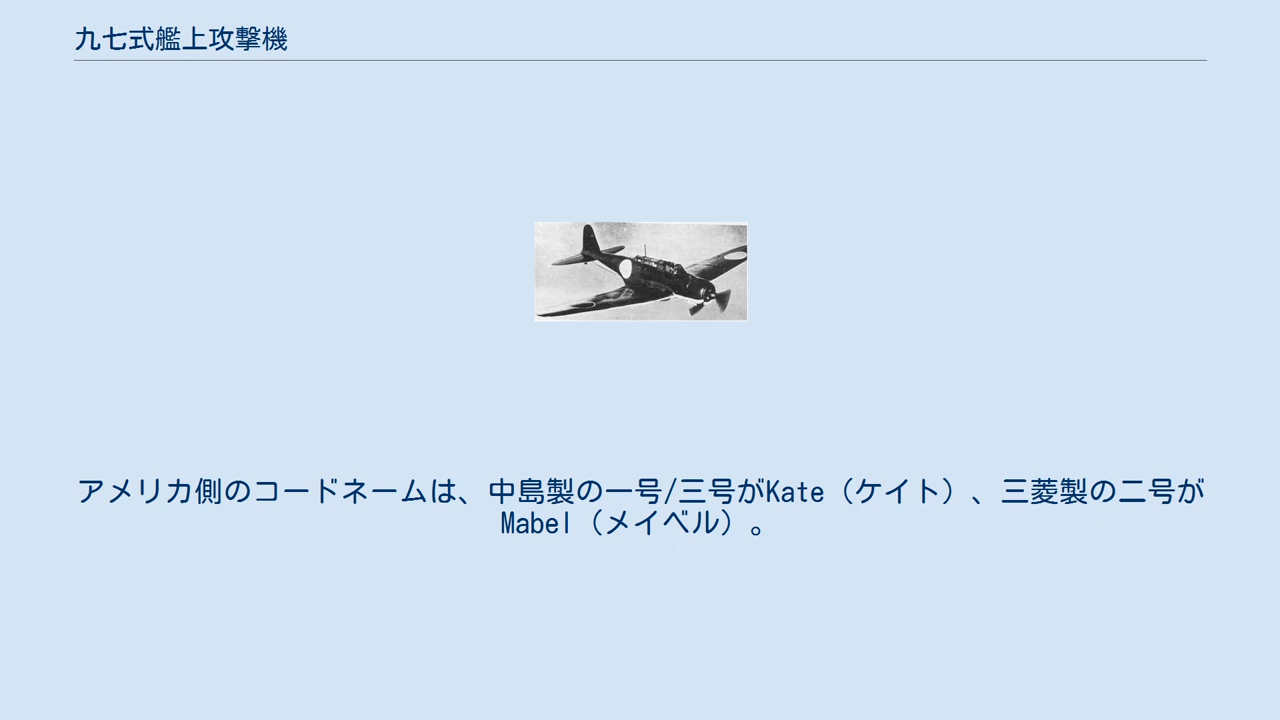 九七式艦上攻撃機
アメリカ側のコードネームは、中島製の一号/三号がKate（ケイト）、三菱製の二号が
Mabel（メイベル）。